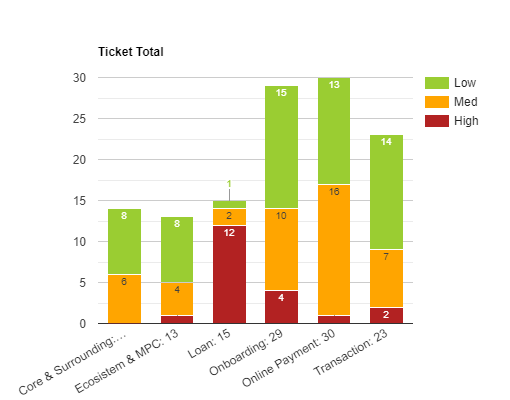 Ticket Total
30
25
20
15
10
5
0
8
6
8
4
1
2
12
15
10
4
13
16
14
7
2
Core & Surrounding:...
Ecosistem & MPC: 13
Loan: 15
Onboarding: 29
Online Payment: 30
Transaction: 23
Low
Med
High